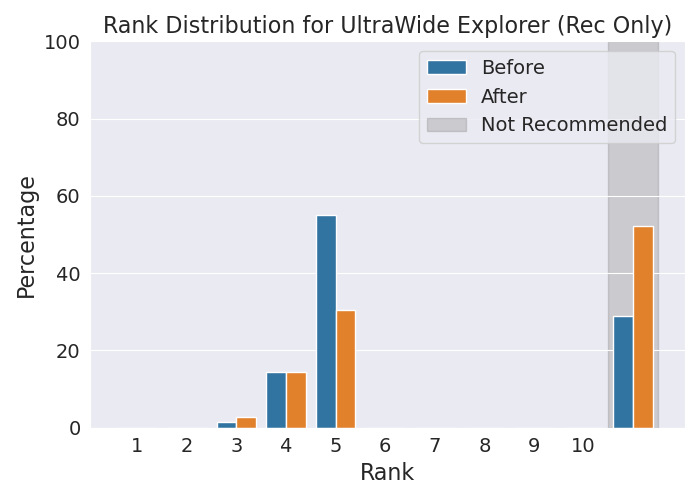 Rank Distribution for UltraWide Explorer (Rec Only)
100
80
60
40
20
0
Percentage
Before
After
Not Recommended
1 2 3 4 5 6 7 8 9 10
Rank